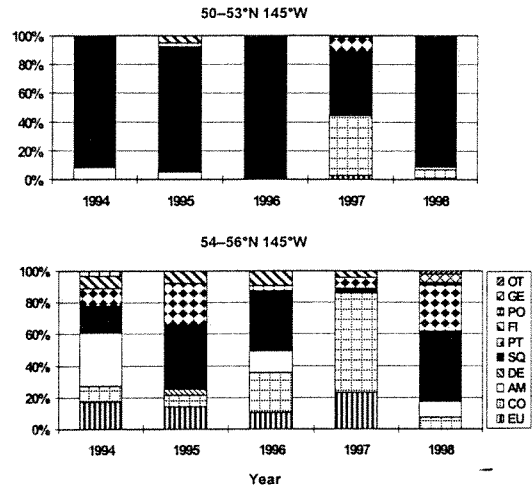 50–53°N 145°W
100%
80%
60%
40%
20%
0%
1994 1995 1996 1997 1998
54–56°N 145°W
100%
80%
60%
40%
20%
0%
1994 1995 1996 1997 1998
Year
OT
GE
PO
FI
PT
SQ
DE
AM
CO
EU